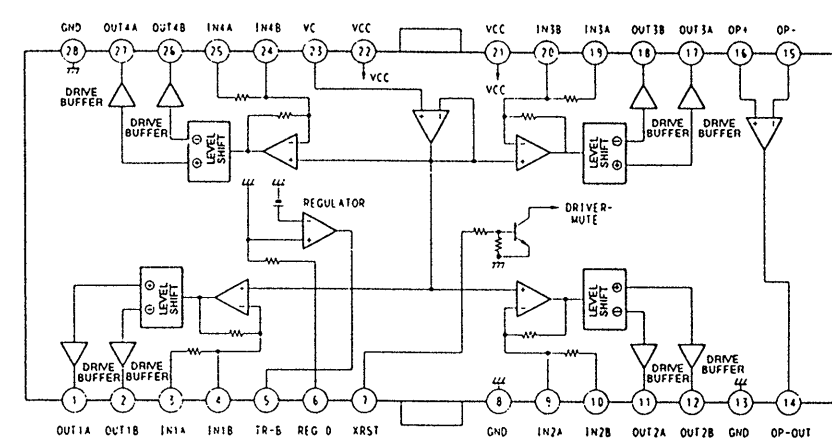 GND OUT4A OUT4B IN4A IN4B VC VCC VCC IN3B IN3A OUT3B OUT3A OP+ OP-
28 27 26 25 24 23 22 21 20 19 18 17 16 15
VCC VCC
DRIVE BUFFER
DRIVE BUFFER
LEVEL SHIFT
LEVEL SHIFT
DRIVE BUFFER
DRIVE BUFFER
REGULATOR
DRIVER-MUTE
LEVEL SHIFT
LEVEL SHIFT
DRIVE BUFFER
DRIVE BUFFER
DRIVE BUFFER
DRIVE BUFFER
1 2 3 4 5 6 7 8 9 10 11 12 13 14
OUT1A OUT1B IN1A IN1B TR-B REG O XRST GND IN2A IN2B OUT2A OUT2B GND OP-OUT